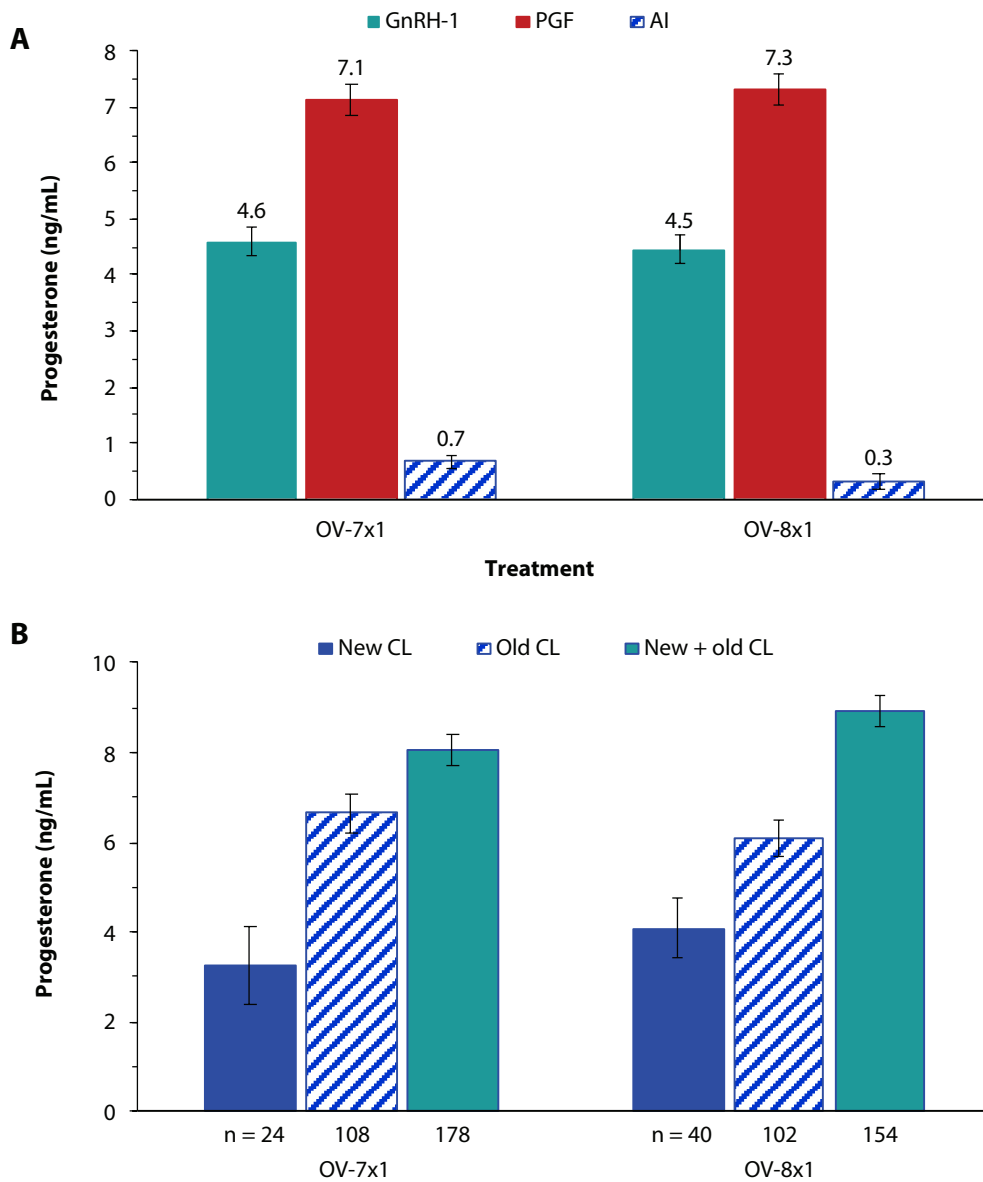 GnRH-1 PGF AI
A
8
7
6
5
4
3
2
1
0
Progesterone (ng/mL)
4.6
7.1
0.7
4.5
7.3
0.3
OV-7x1 OV-8x1
Treatment
B
New CL Old CL New + old CL
10
8
6
4
2
0
Progesterone (ng/mL)
n = 24 108 178 n = 40 102 154
OV-7x1 OV-8x1